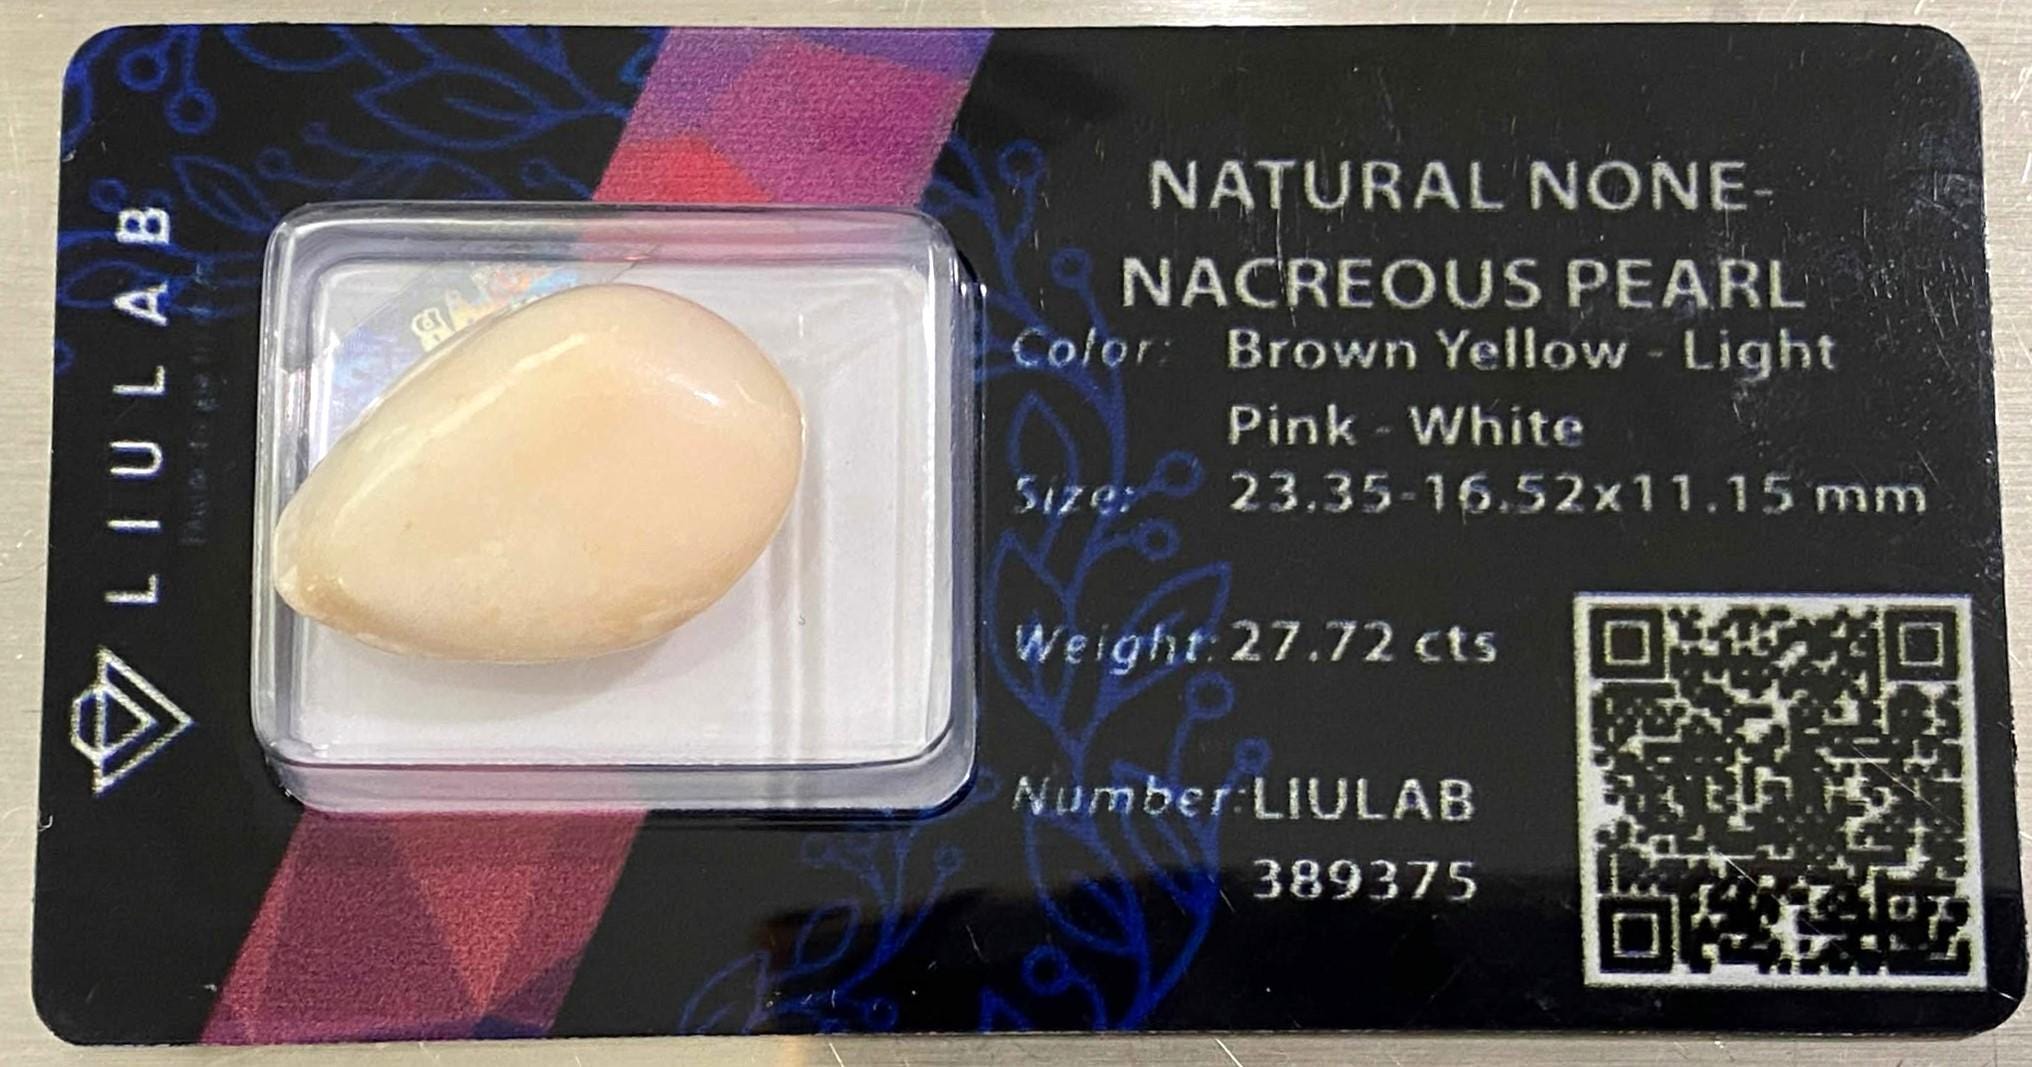 LIULAB
NATURAL NONE-
NACREOUS PEARL
Color: Brown Yellow - Light
Pink - White
Size: 23.35-16.52x11.15 mm
Weight: 27.72 cts
Number: LIULAB
389375